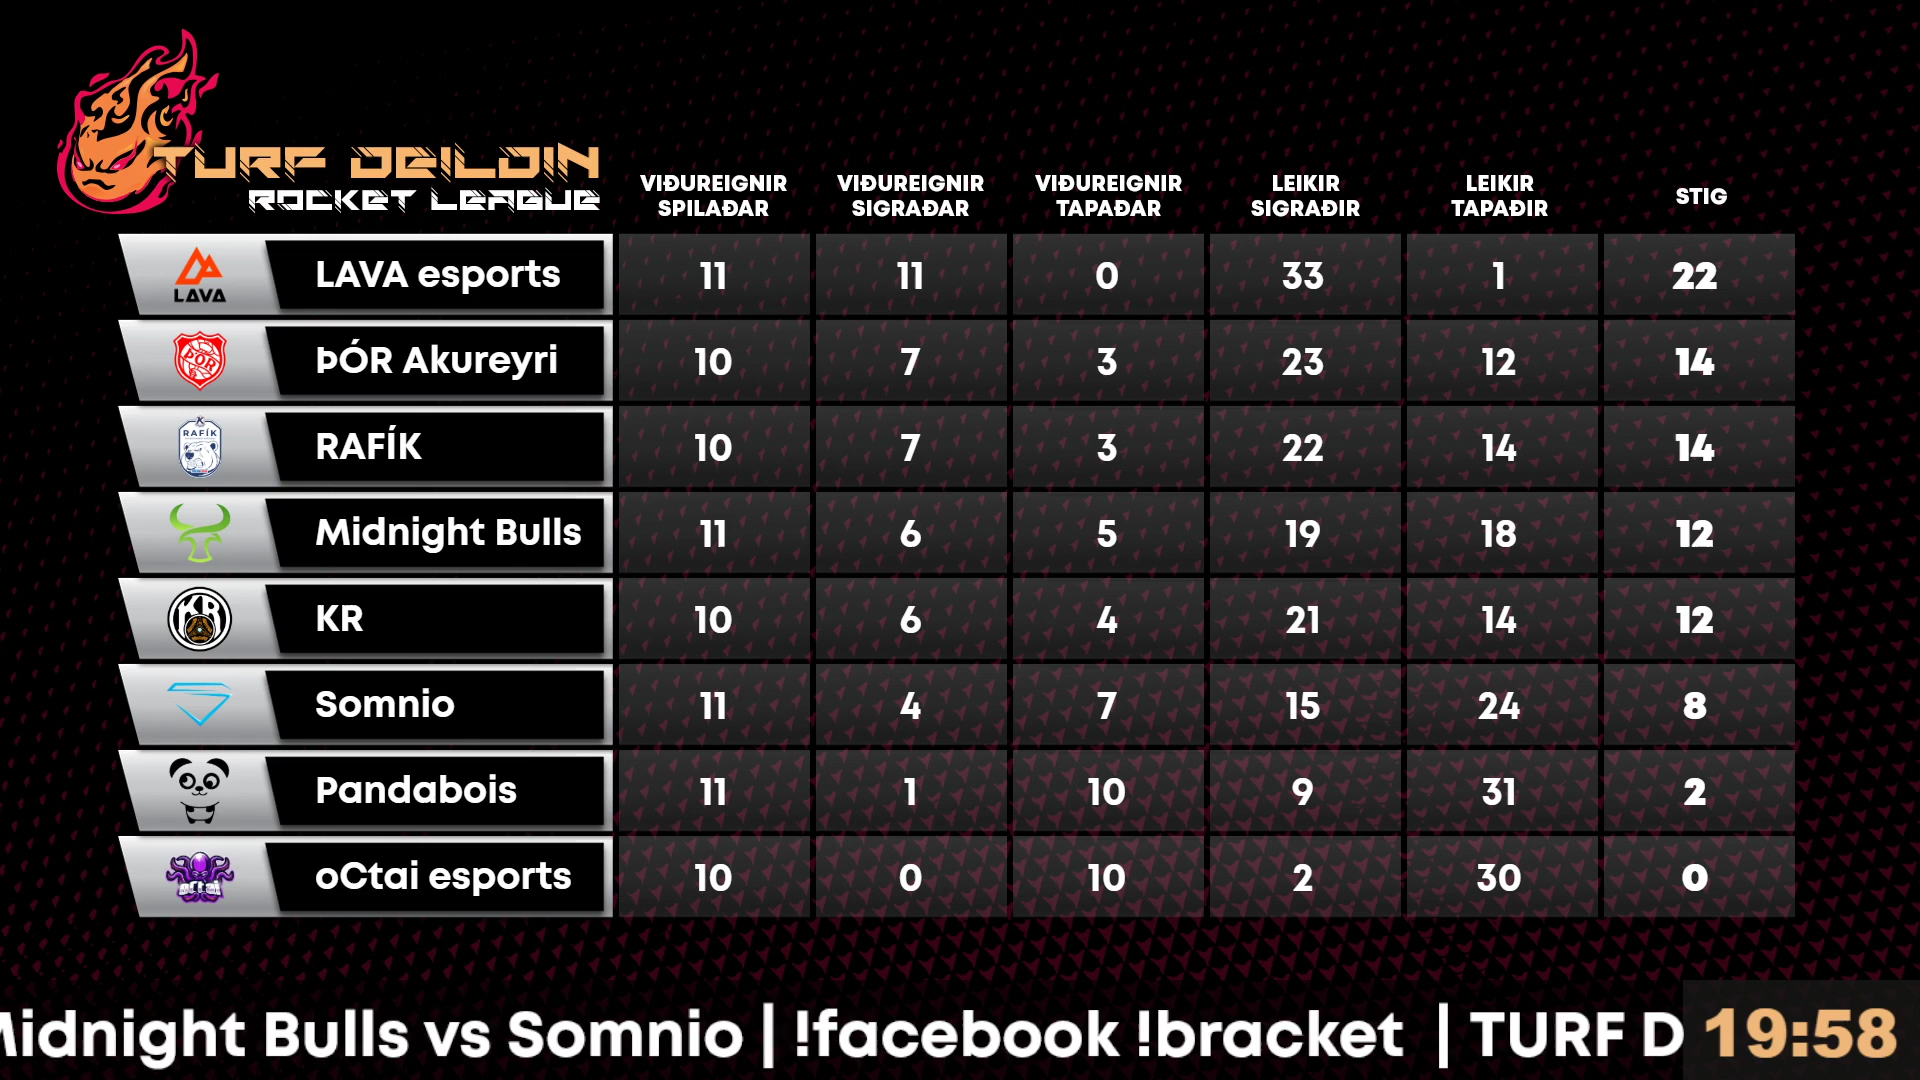 TURF DEILDIN
ROCKET LEAGUE
VIÐUREIGNIR SPILAÐAR
VIÐUREIGNIR SIGRAÐAR
VIÐUREIGNIR TAPAÐAR
LEIKIR SIGRAÐIR
LEIKIR TAPAÐIR
STIG
LAVA LAVA esports 11 11 0 33 1 22
ÞÓR ÞÓR Akureyri 10 7 3 23 12 14
RAFÍK RAFÍK 10 7 3 22 14 14
Midnight Bulls 11 6 5 19 18 12
KR KR 10 6 4 21 14 12
Somnio 11 4 7 15 24 8
Pandabois 11 1 10 9 31 2
oCtai esports 10 0 10 2 30 0
Midnight Bulls vs Somnio | !facebook !bracket | TURF D 19:58